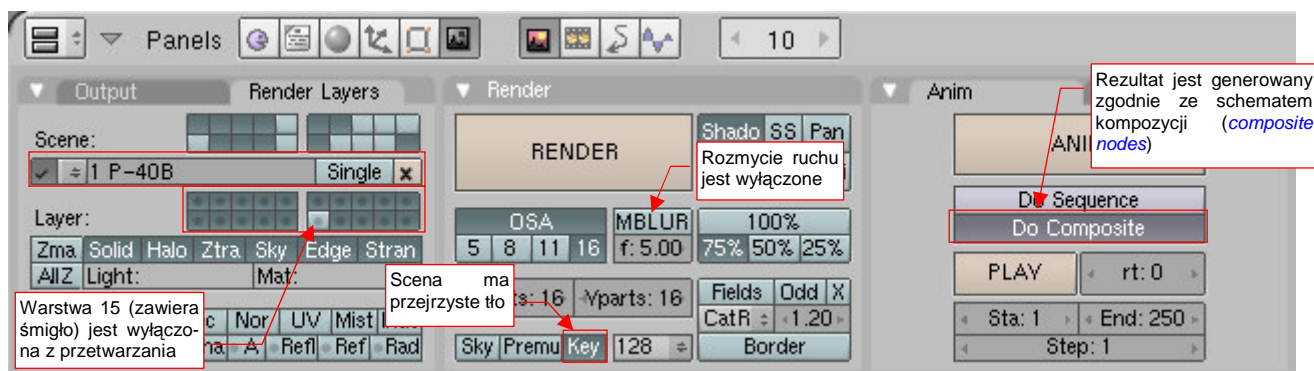 Panels 10
Output Render Layers
Scene:
1 P-40B Single x
Layer:
Zma Solid Halo Ztra Sky Edge Stran
AllZ Light: Mat:
Nor UV Mist
A Refl Ref Rad
Warstwa 15 (zawiera
śmigło) jest wyłączo-
na z przetwarzania
Render
RENDER
Shado SS Pan
Rozmycie ruchu
jest wyłączone
OSA MBLUR 100%
5 8 11 16 f: 5.00 75% 50% 25%
Scena ma
przejrzyste tło
s: 16 Yparts: 16 Fields Odd X
CatR 1.20
Sky Premu Key 128 Border
Anim
Rezultat jest generowany
zgodnie ze schematem
kompozycji (composite
nodes)
Do Sequence
Do Composite
PLAY rt: 0
Sta: 1 End: 250
Step: 1